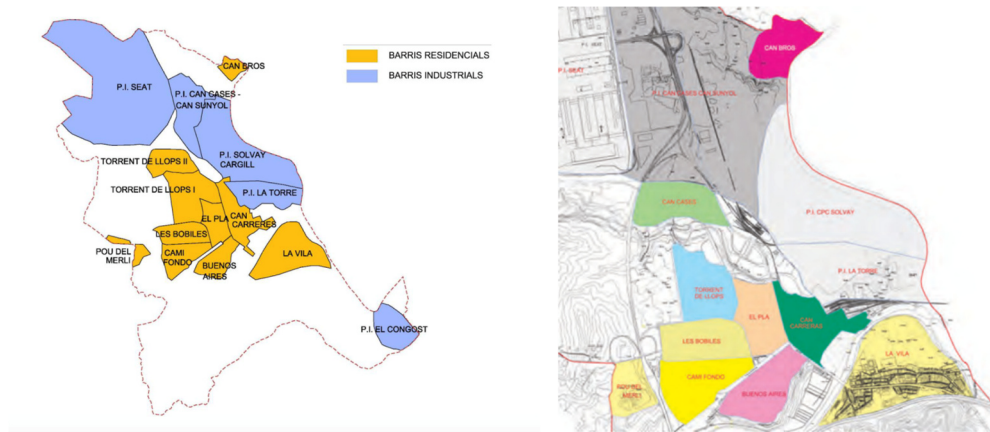 BARRIS RESIDENCIALS
BARRIS INDUSTRIALS
CAN BROS
P.I. SEAT
P.I. CAN CASES -
CAN SUNYOL
P.I. SOLVAY
CARGILL
TORRENT DE LLOPS II
TORRENT DE LLOPS I
P.I. LA TORRE
EL PLA
CAN
CARRERES
LES BOBILES
POU DEL
MERLI
CAMI
FONDO
BUENOS
AIRES
LA VILA
P.I. EL CONGOST
CAN BROS
P.I. SEAT
CAN CASES
P.I. CPC SOLVAY
P.I. LA TORRE
TORRENT
DE LLOPS
EL PLA
CAN
LES BOBILES
LA VILA
MERLI
CAMI FONDO
BUENOS AIRES